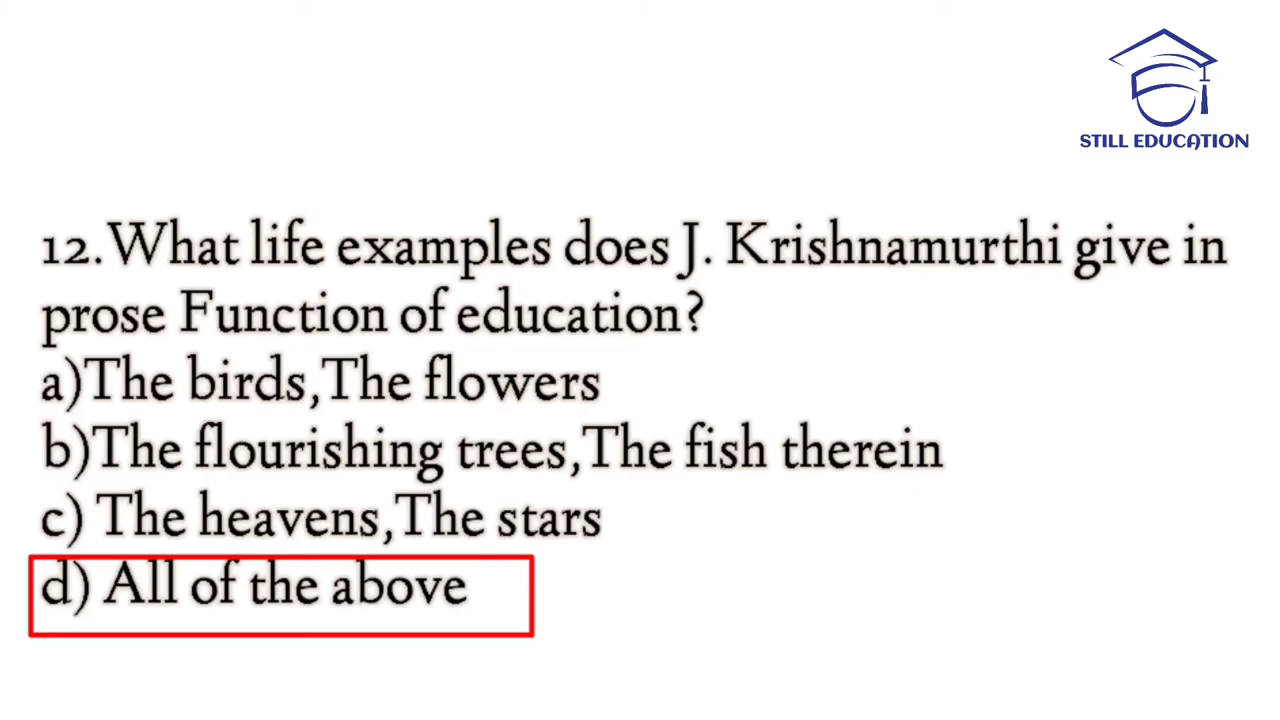 STILL EDUCATION
12.What life examples does J. Krishnamurthi give in
prose Function of education?
a)The birds,The flowers
b)The flourishing trees,The fish therein
c) The heavens,The stars
d) All of the above